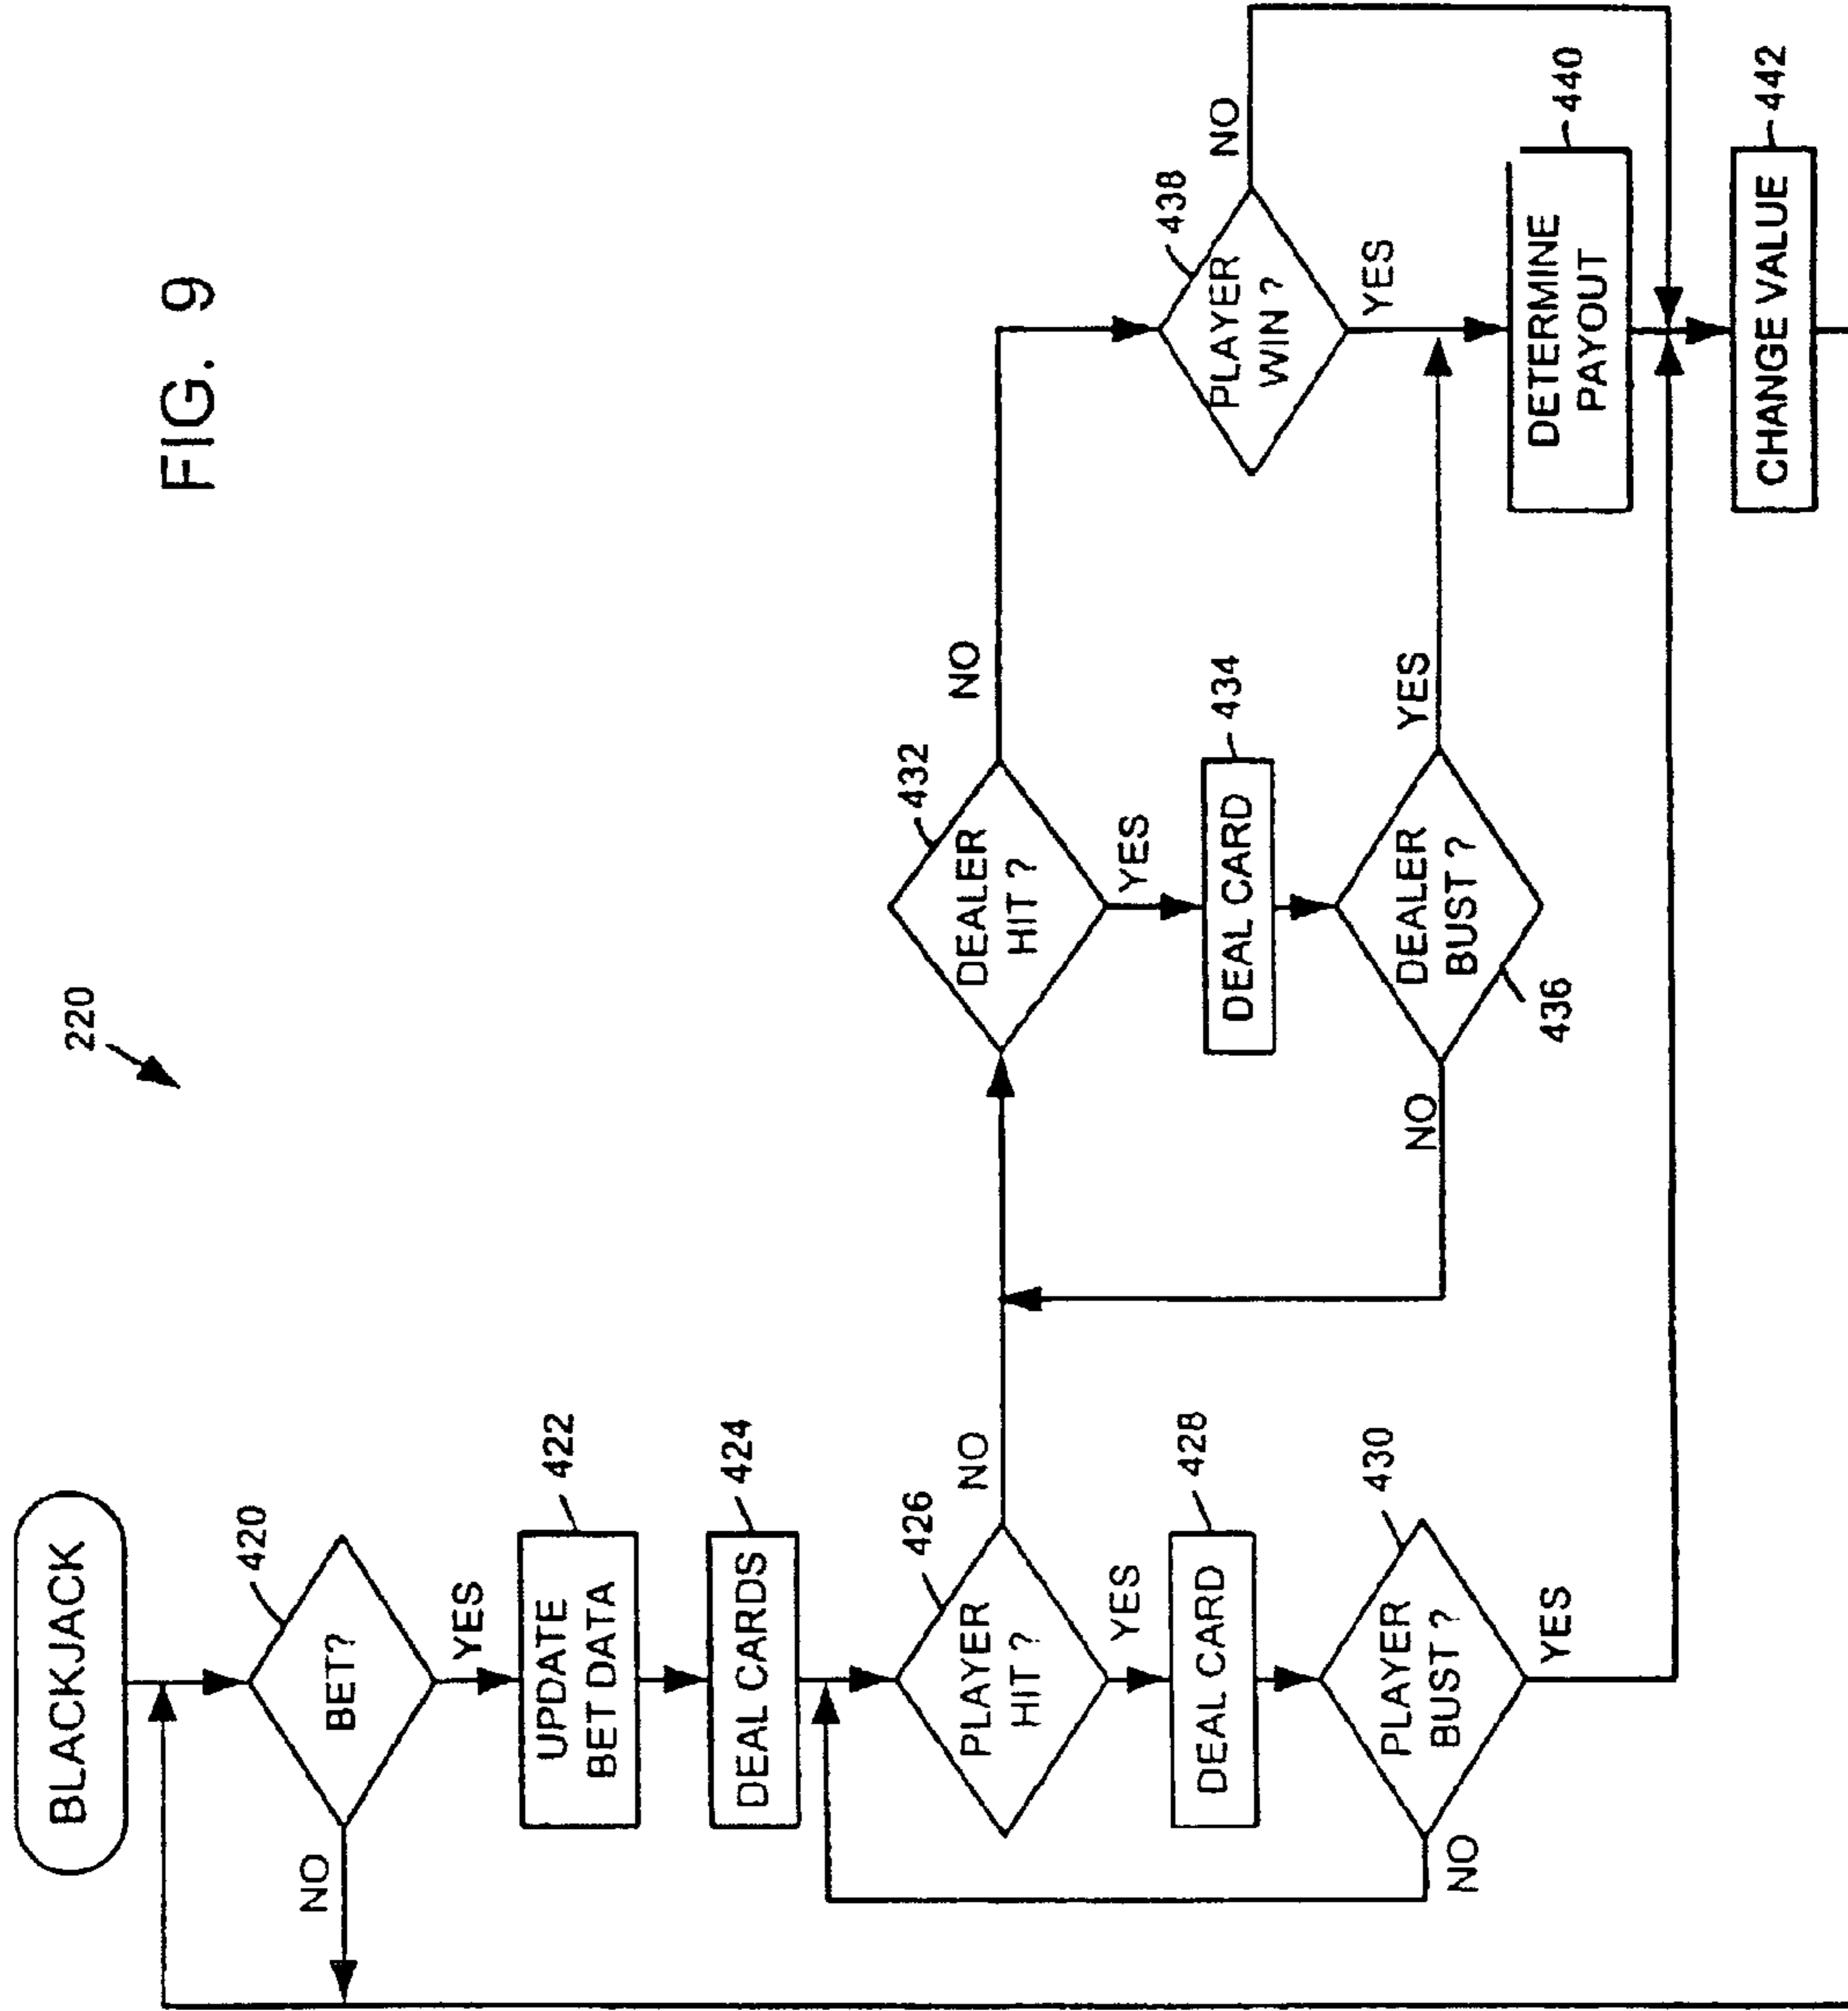 FIG. 9
220
BLACKJACK
420
BET?
NO
YES
422
UPDATE
BET DATA
424
DEAL CARDS
426
PLAYER
HIT ?
NO
YES
428
DEAL CARD
430
PLAYER
BUST ?
NO
YES
432
DEALER
HIT ?
NO
YES
434
DEAL CARD
DEALER
BUST ?
436
NO
YES
438
PLAYER
WIN ?
NO
YES
440
DETERMINE
PAYOUT
442
CHANGE VALUE